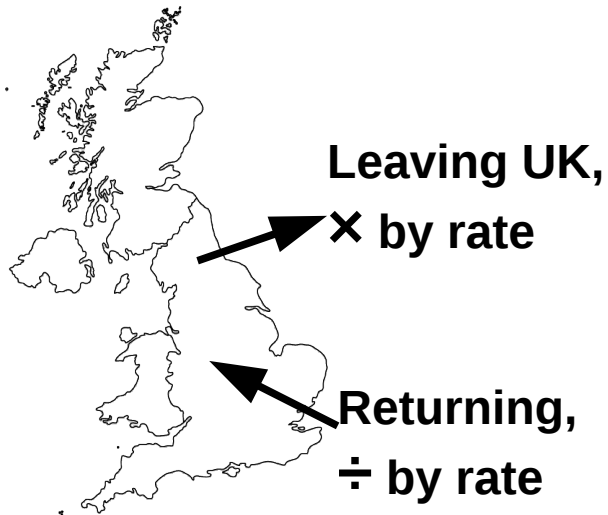 Leaving UK,
× by rate
Returning,
÷ by rate